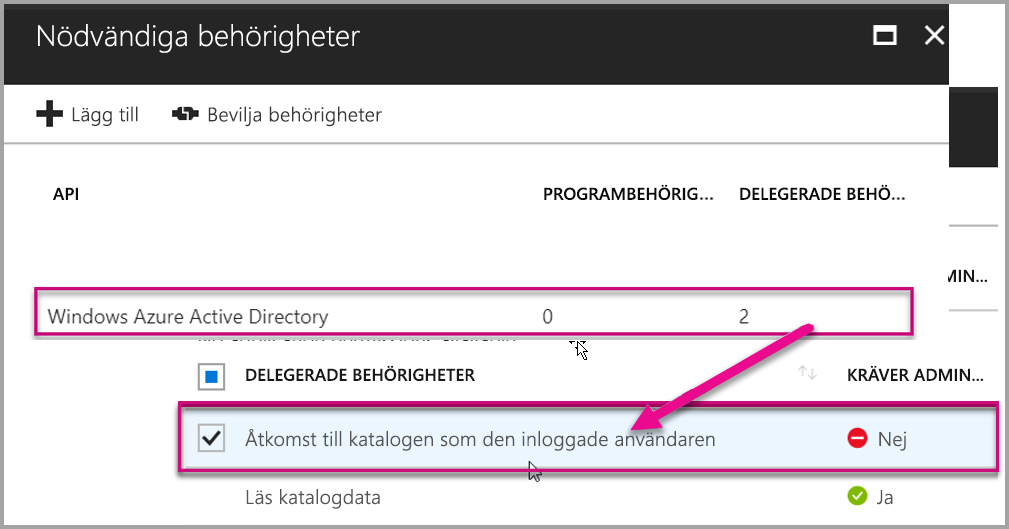 Nödvändiga behörigheter
Lägg till Bevilja behörigheter
API PROGRAMBEHÖRIG... DELEGERADE BEHÖ...
MIN...
Windows Azure Active Directory 0 2
DELEGERADE BEHÖRIGHETER KRÄVER ADMIN...
Åtkomst till katalogen som den inloggade användaren Nej
Läs katalogdata Ja